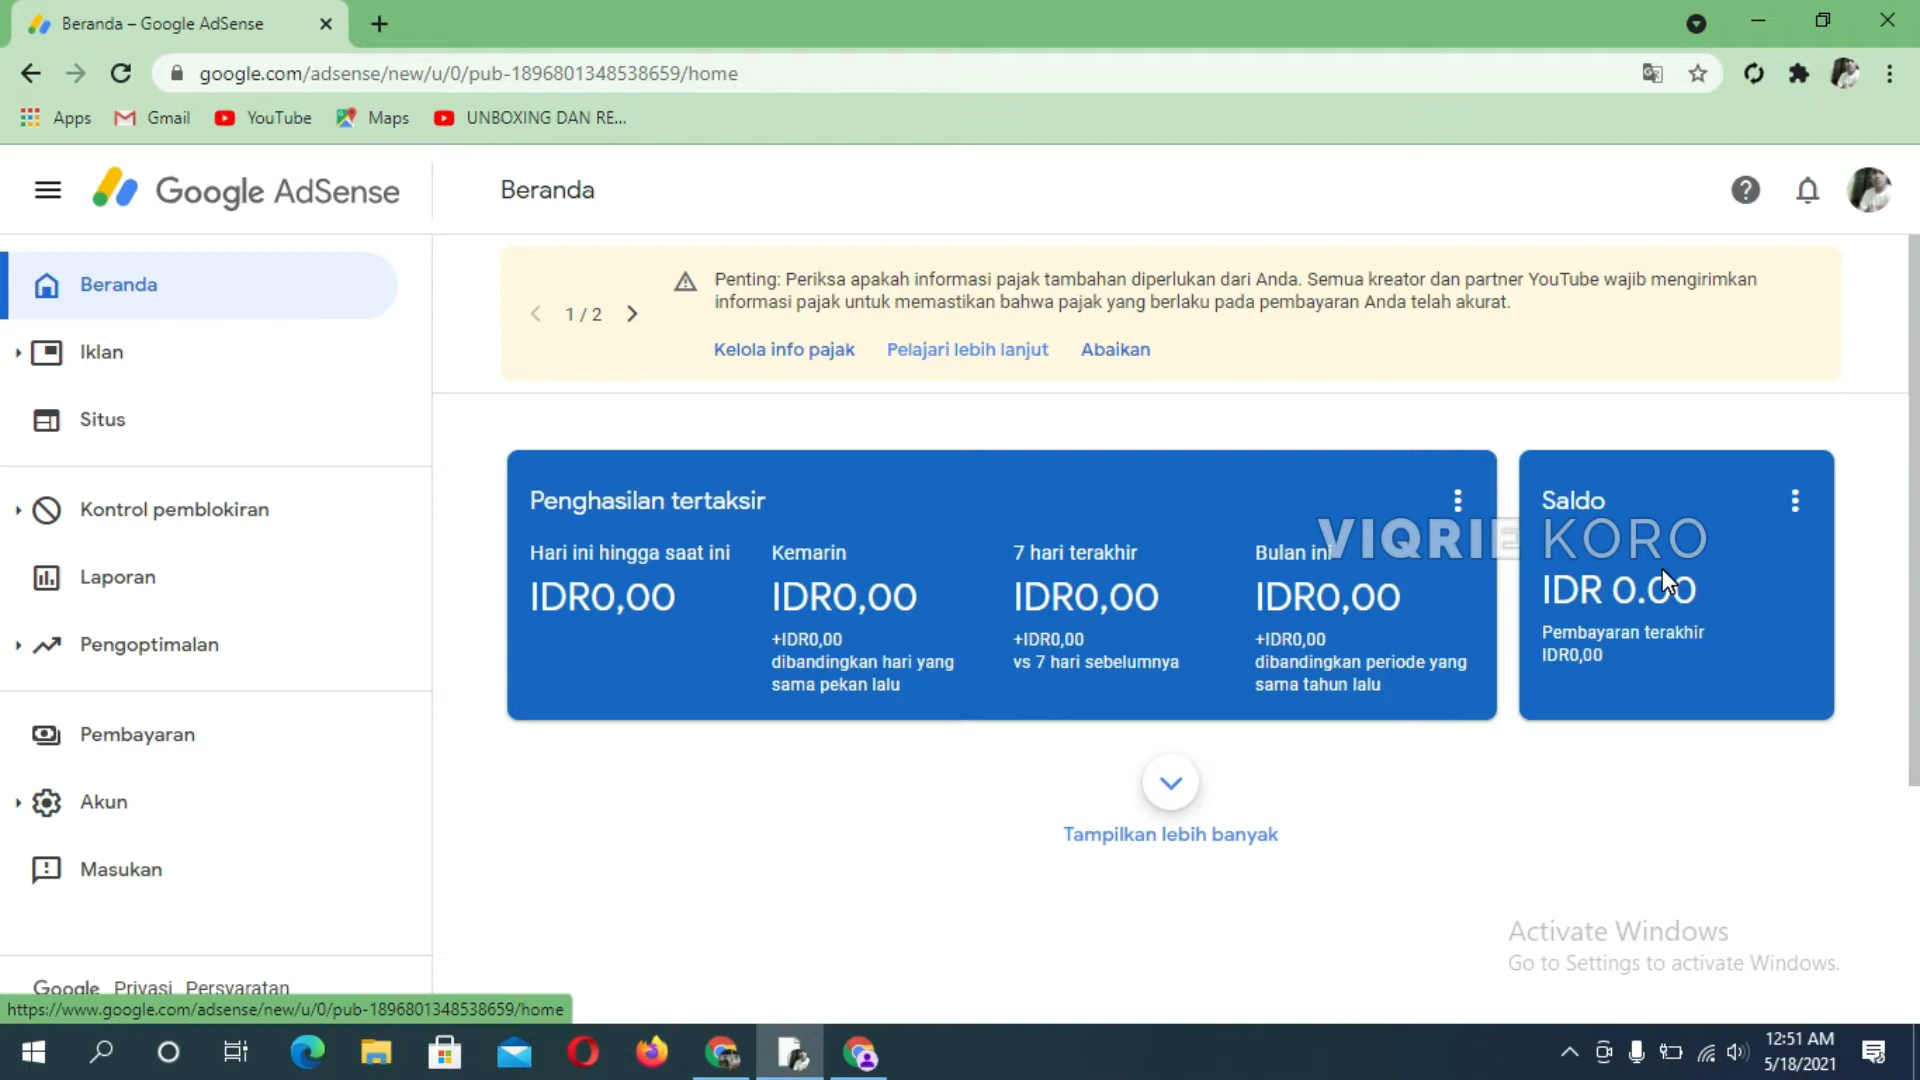 Beranda – Google AdSense
google.com/adsense/new/u/0/pub-1896801348538659/home
Apps
Gmail
YouTube
Maps
UNBOXING DAN RE...
Google AdSense
Beranda
Beranda
Iklan
Situs
Kontrol pemblokiran
Laporan
Pengoptimalan
Pembayaran
Akun
Masukan
Google Privasi Persyaratan
https://www.google.com/adsense/new/u/0/pub-1896801348538659/home
1 / 2
Penting: Periksa apakah informasi pajak tambahan diperlukan dari Anda. Semua kreator dan partner YouTube wajib mengirimkan
informasi pajak untuk memastikan bahwa pajak yang berlaku pada pembayaran Anda telah akurat.
Kelola info pajak
Pelajari lebih lanjut
Abaikan
Penghasilan tertaksir
Hari ini hingga saat ini
IDR0,00
Kemarin
IDR0,00
+IDR0,00
dibandingkan hari yang
sama pekan lalu
7 hari terakhir
IDR0,00
+IDR0,00
vs 7 hari sebelumnya
Bulan ini
IDR0,00
+IDR0,00
dibandingkan periode yang
sama tahun lalu
Saldo
VIQRIE KORO
IDR 0.00
Pembayaran terakhir
IDR0,00
Tampilkan lebih banyak
Activate Windows
Go to Settings to activate Windows.
12:51 AM
5/18/2021